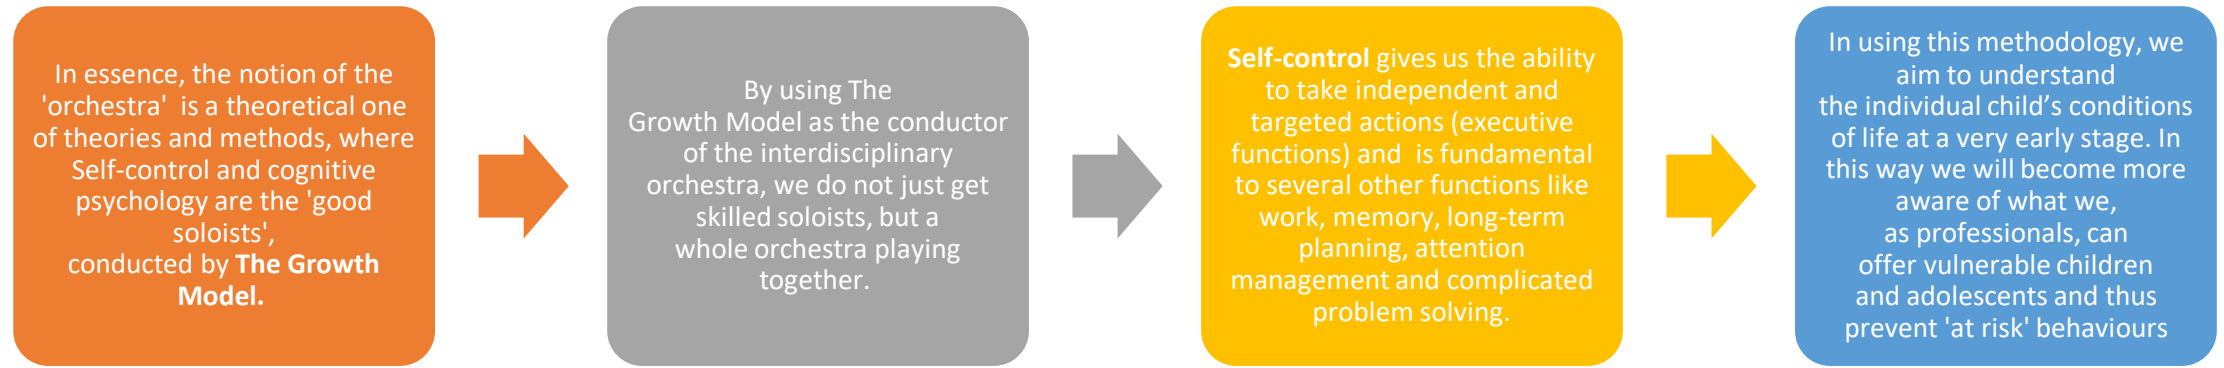 In essence, the notion of the
'orchestra'  is a theoretical one
of theories and methods, where
Self-control and cognitive
psychology are the 'good
soloists',
conducted by The Growth
Model.
By using The
Growth Model as the conductor
of the interdisciplinary
orchestra, we do not just get
skilled soloists, but a
whole orchestra playing
together.
Self-control gives us the ability
to take independent and
targeted actions (executive
functions) and  is fundamental
to several other functions like
work, memory, long-term
planning, attention
management and complicated
problem solving.
In using this methodology, we
aim to understand
the individual child’s conditions
of life at a very early stage. In
this way we will become more
aware of what we,
as professionals, can
offer vulnerable children
and adolescents and thus
prevent 'at risk' behaviours